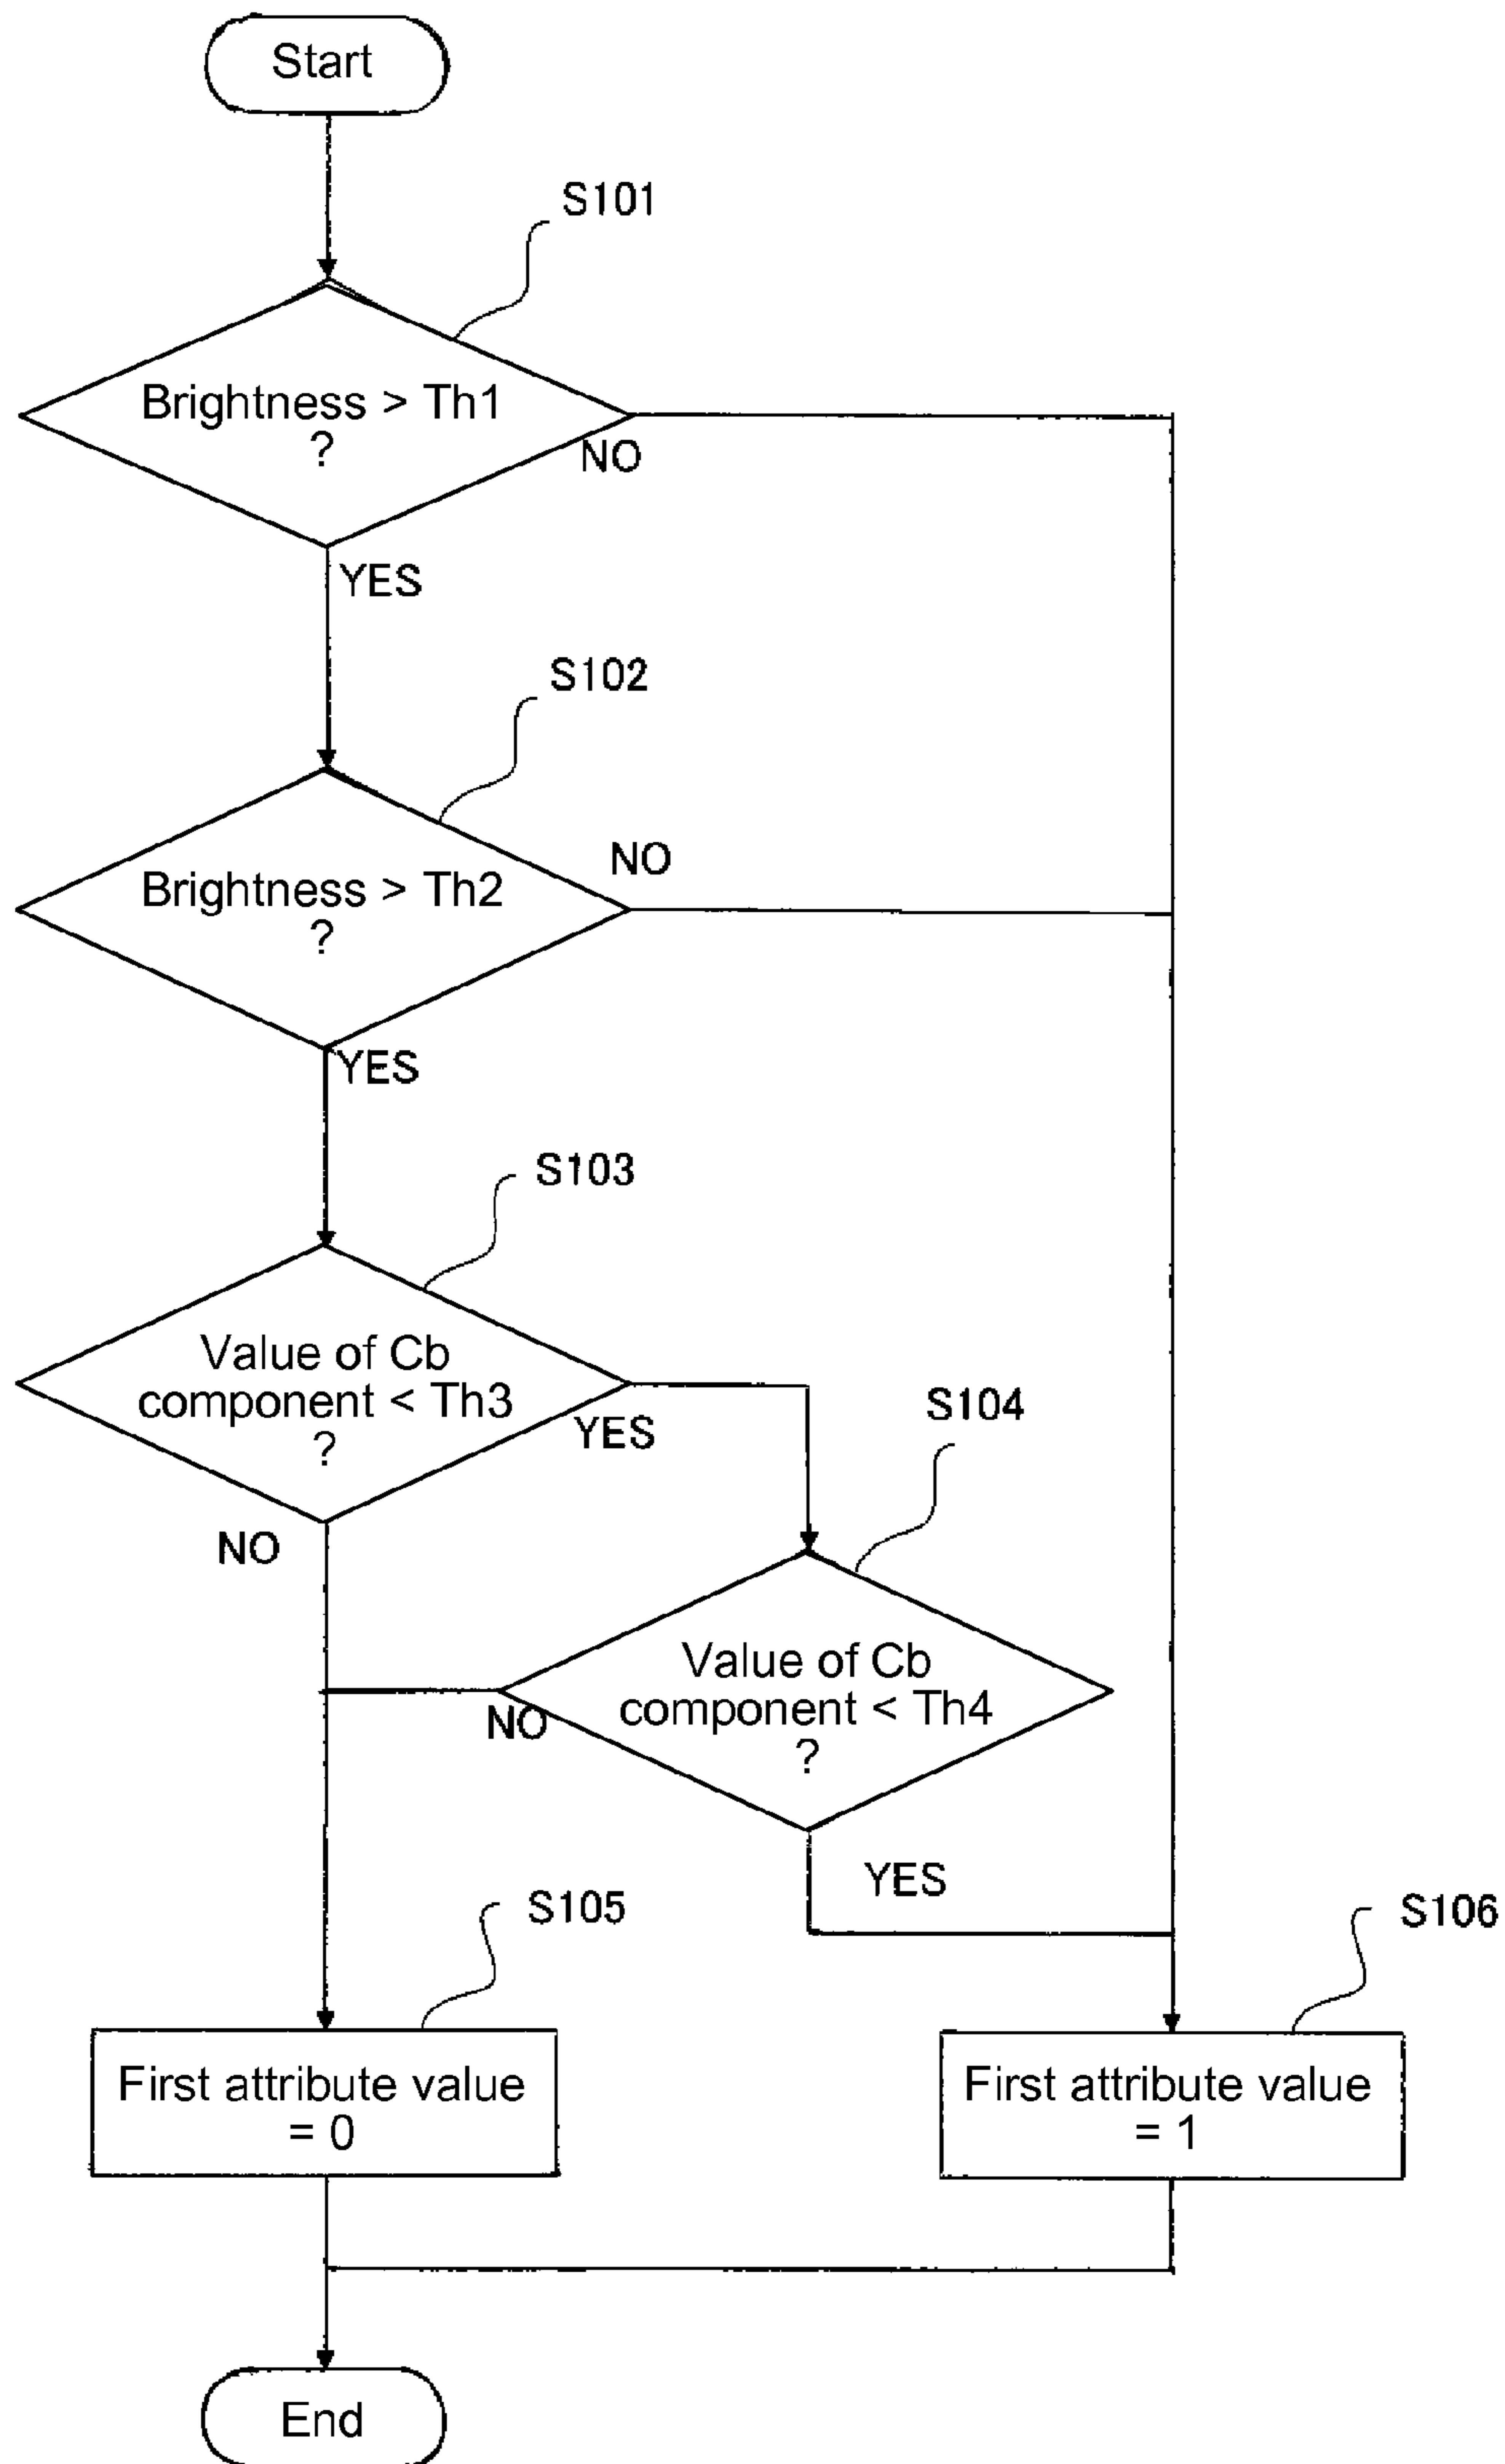 Start
S101
Brightness > Th1
?
NO
YES
S102
Brightness > Th2
?
NO
YES
S103
Value of Cb
component < Th3
?
YES
NO
S104
Value of Cb
component < Th4
?
NO
YES
S105
First attribute value
= 0
S106
First attribute value
= 1
End